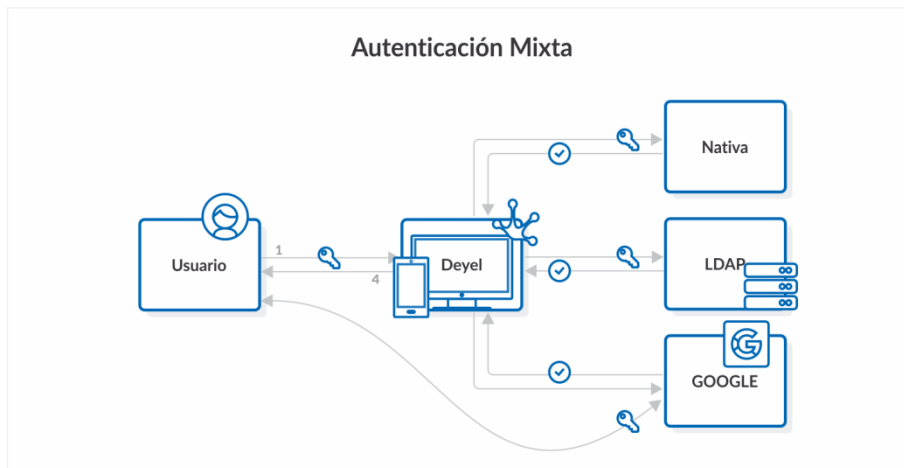 Autenticación Mixta
Nativa
Usuario
1
4
Deyel
LDAP
GOOGLE